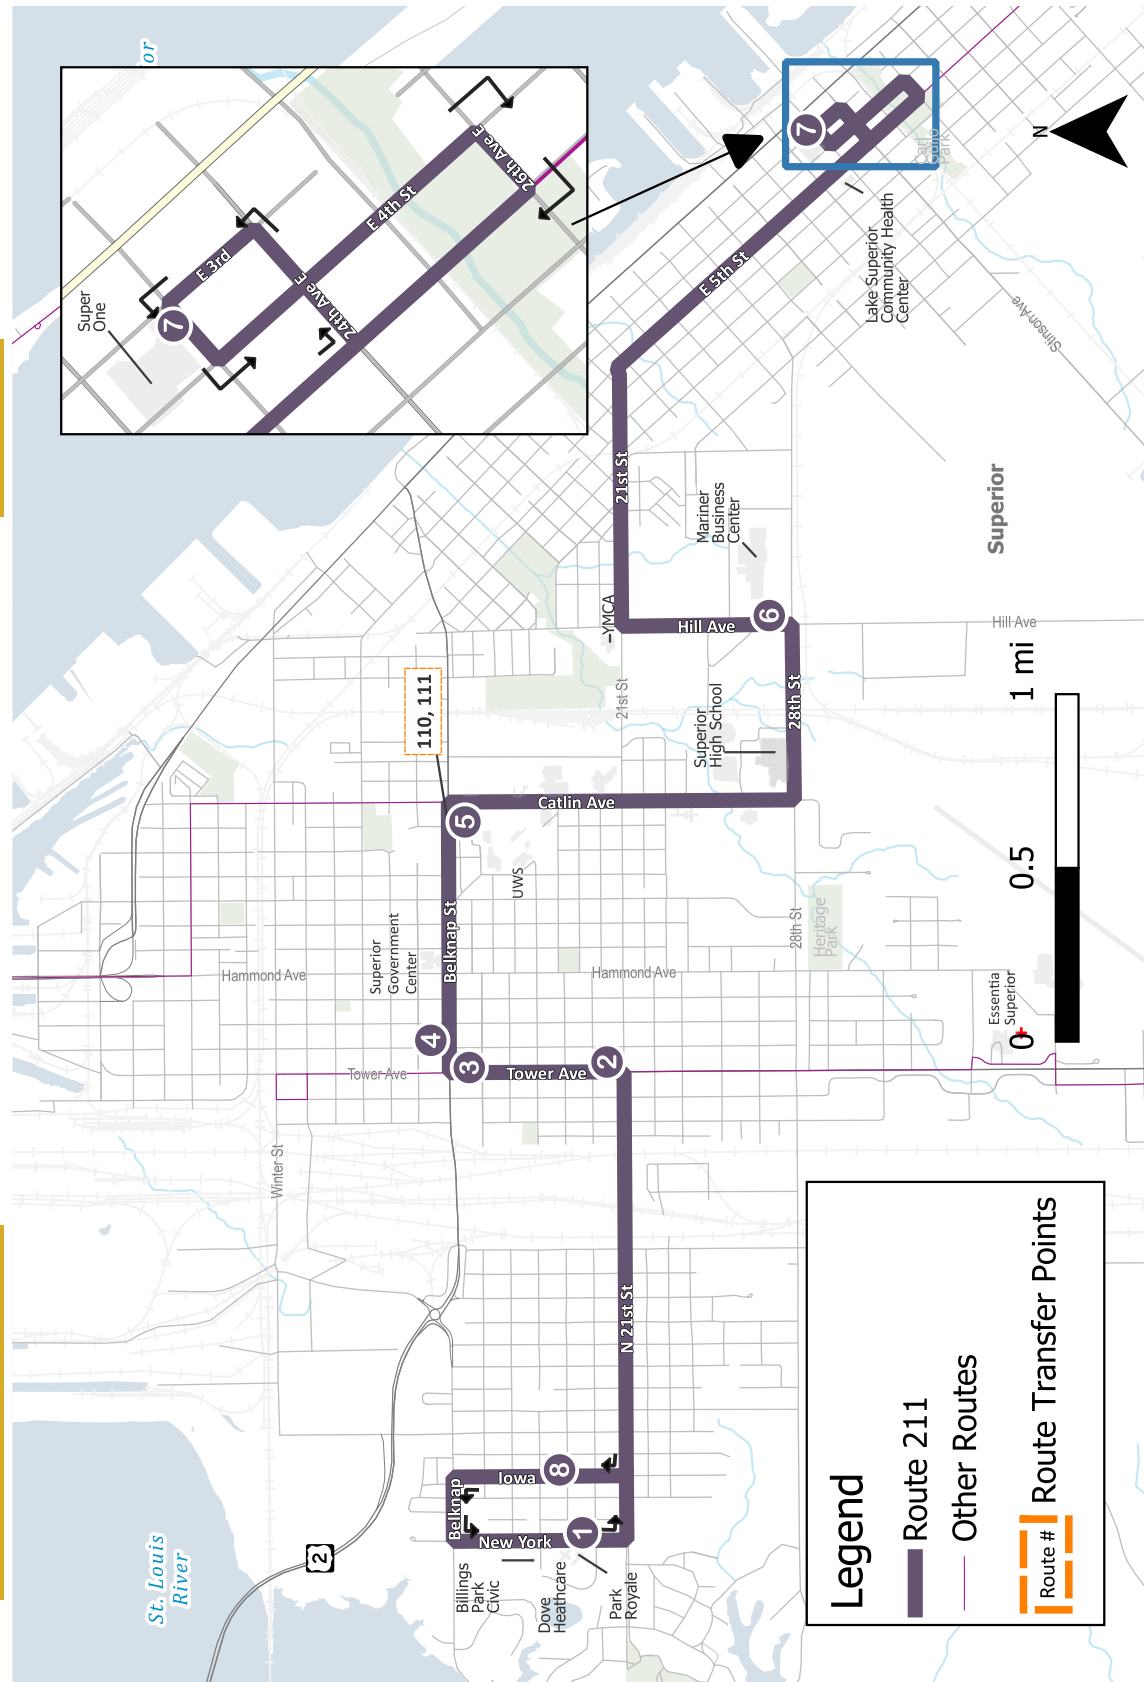 or
Super
One
7
E 3rd
E 4th St
24th Ave E
26th Ave E
7
N
Carl
Gullo
Park
Lake Superior
Community Health
Center
E 5th St
Stinson Ave
21st St
Mariner
Business
Center
Superior
YMCA
Hill Ave
6
Hill Ave
110, 111
21st St
Superior
High School
28th St
Catlin Ave
5
UWS
Belknap St
Superior
Government
Center
Hammond Ave
Hammond Ave
28th St
Heritage
Park
Essentia
Superior
4
3
Tower Ave
Tower Ave
2
Winter St
N 21st St
Iowa
8
Belknap
New York
1
Billings
Park
Civic
Dove
Heathcare
Park
Royale
St. Louis
River
2
0
0.5
1 mi
Legend
Route 211
Other Routes
Route #
Route Transfer Points